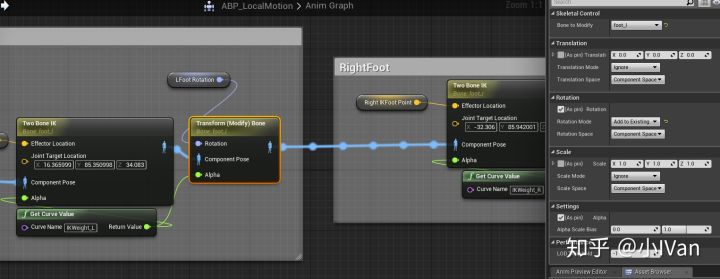 ABP_LocalMotion > Anim Graph
Zoom 1:1
RightFoot
LFoot Rotation
Two Bone IK
Bone: foot_l
Effector Location
Joint Target Location
X 16.365999 Y 85.350998 Z 34.083
Component Pose
Alpha
Transform (Modify) Bone
Bone: foot_l
Rotation
Component Pose
Alpha
Get Curve Value
Curve Name IKWeight_L
Return Value
Right IKFoot Point
Two Bone IK
Effector Location
Joint Target Location
X -32.306 Y 85.942001
Component Pose
Alpha
Get Curve Value
Curve Name IKWeight_R
Search
Skeletal Control
Bone to Modify foot_l
Translation
(As pin) Translati X 0.0 Y 0.0 Z 0.0
Translation Mode Ignore
Translation Space Component Space
Rotation
(As pin) Rotation
Rotation Mode Add to Existing
Rotation Space Component Space
Scale
(As pin) Scale X 1.0 Y 1.0 Z 1.0
Scale Mode Ignore
Scale Space Component Space
Settings
(As pin) Alpha
Alpha Scale Bias 0.0 1.0
Anim Preview Editor
Asset Browser
知乎 @小Van